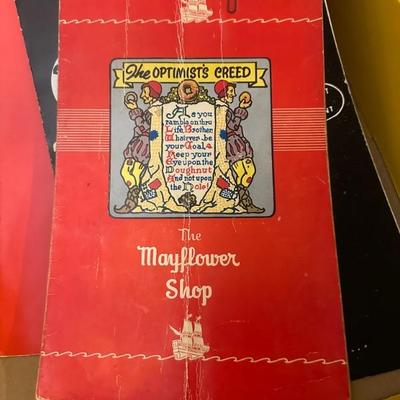 The OPTIMIST'S CREED
As you
ramble on thru
Life, Brother,
Whatever be
your Goal,
Keep your
Eye upon the
Doughnut
And not upon
the Hole!
The
Mayflower
Shop